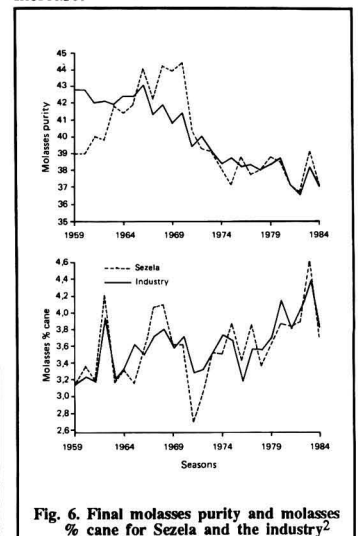 45
44
43
42
41
40
39
38
37
36
35
Molasses purity
1959 1964 1969 1974 1979 1984
4,6
4,4
4,2
4,0
3,8
3,6
3,4
3,2
3,0
2,8
2,6
Molasses % cane
Sezela
Industry
1959 1964 1969 1974 1979 1984
Seasons
Fig. 6. Final molasses purity and molasses
% cane for Sezela and the industry2